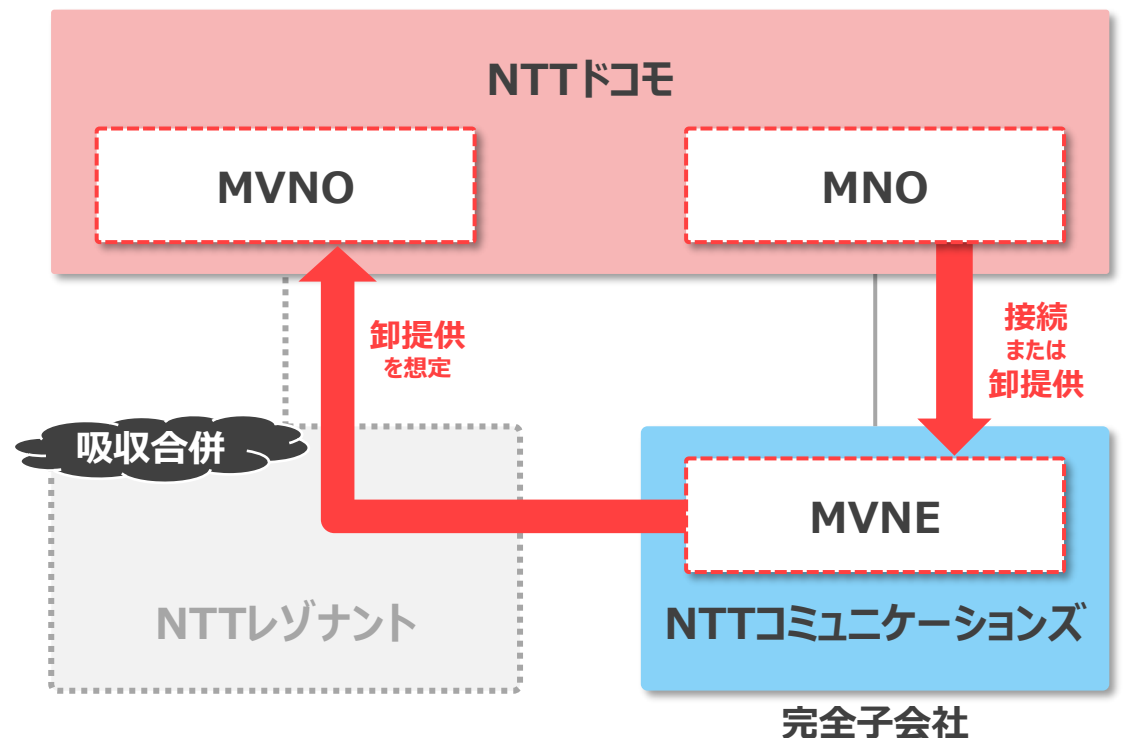 NTTドコモ
MVNO
MNO
卸提供
を想定
接続
または
卸提供
吸収合併
MVNE
NTTレゾナント
NTTコミュニケーションズ
完全子会社